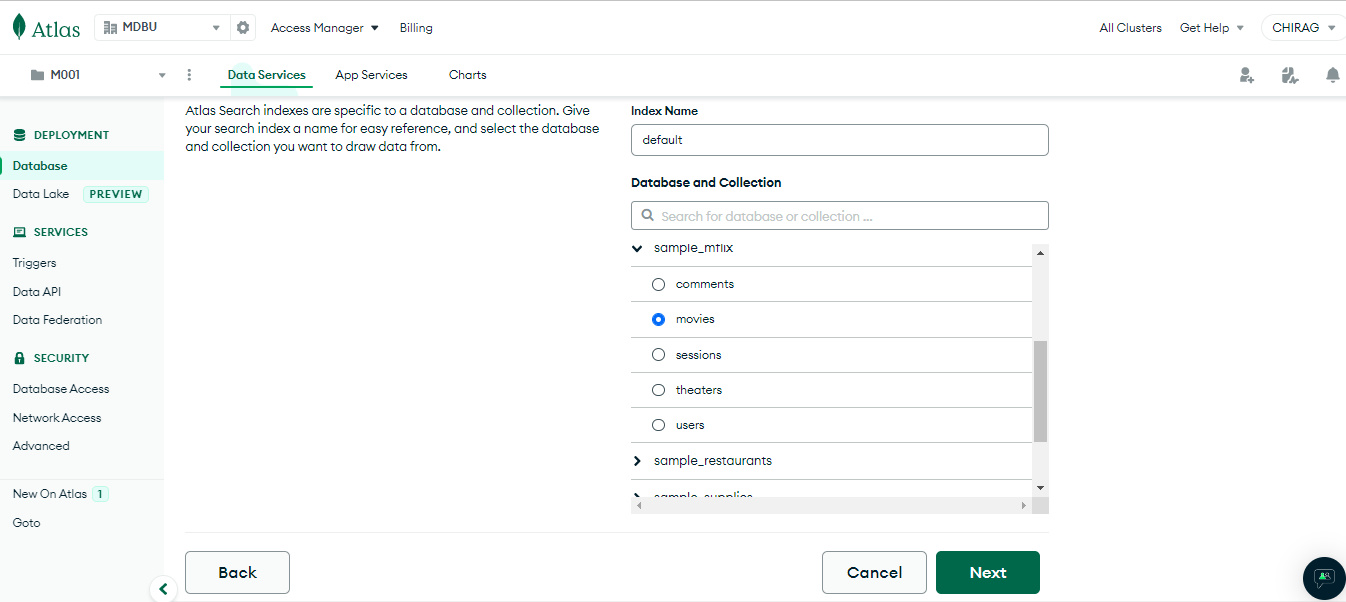 Atlas
MDBU
Access Manager
Billing
All Clusters
Get Help
CHIRAG
M001
Data Services
App Services
Charts
DEPLOYMENT
Database
Data Lake PREVIEW
SERVICES
Triggers
Data API
Data Federation
SECURITY
Database Access
Network Access
Advanced
New On Atlas 1
Goto
Atlas Search indexes are specific to a database and collection. Give
your search index a name for easy reference, and select the database
and collection you want to draw data from.
Index Name
default
Database and Collection
Search for database or collection ...
sample_mflix
comments
movies
sessions
theaters
users
sample_restaurants
sample_supplies
Back
Cancel
Next